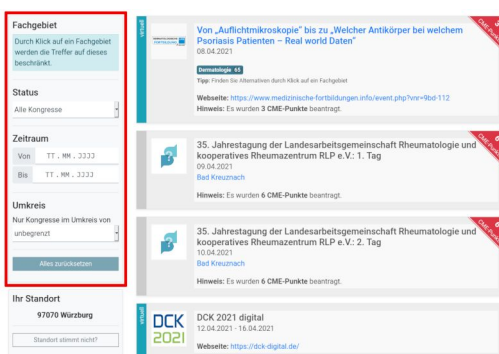 Fachgebiet
Durch Klick auf ein Fachgebiet
werden die Treffer auf dieses
beschränkt.
Status
Alle Kongresse
Zeitraum
Von TT.MM.JJJJ
Bis TT.MM.JJJJ
Umkreis
Nur Kongresse im Umkreis von
unbegrenzt
Alles zurücksetzen
Ihr Standort
97070 Würzburg
Standort stimmt nicht?
virtuell
Von „Auflichtmikroskopie" bis zu „Welcher Antikörper bei welchem
Psoriasis Patienten – Real world Daten"
08.04.2021
Dermatologie 65
Tipp: Finden Sie Alternativen durch Klick auf ein Fachgebiet
Webseite: https://www.medizinische-fortbildungen.info/event.php?vnr=9bd-112
Hinweis: Es wurden 3 CME-Punkte beantragt.
35. Jahrestagung der Landesarbeitsgemeinschaft Rheumatologie und
kooperatives Rheumazentrum RLP e.V.: 1. Tag
09.04.2021
Bad Kreuznach
Hinweis: Es wurden 6 CME-Punkte beantragt.
35. Jahrestagung der Landesarbeitsgemeinschaft Rheumatologie und
kooperatives Rheumazentrum RLP e.V.: 2. Tag
10.04.2021
Bad Kreuznach
Hinweis: Es wurden 6 CME-Punkte beantragt.
virtuell
DCK
2021
DCK 2021 digital
12.04.2021 - 16.04.2021
Webseite: https://dck-digital.de/